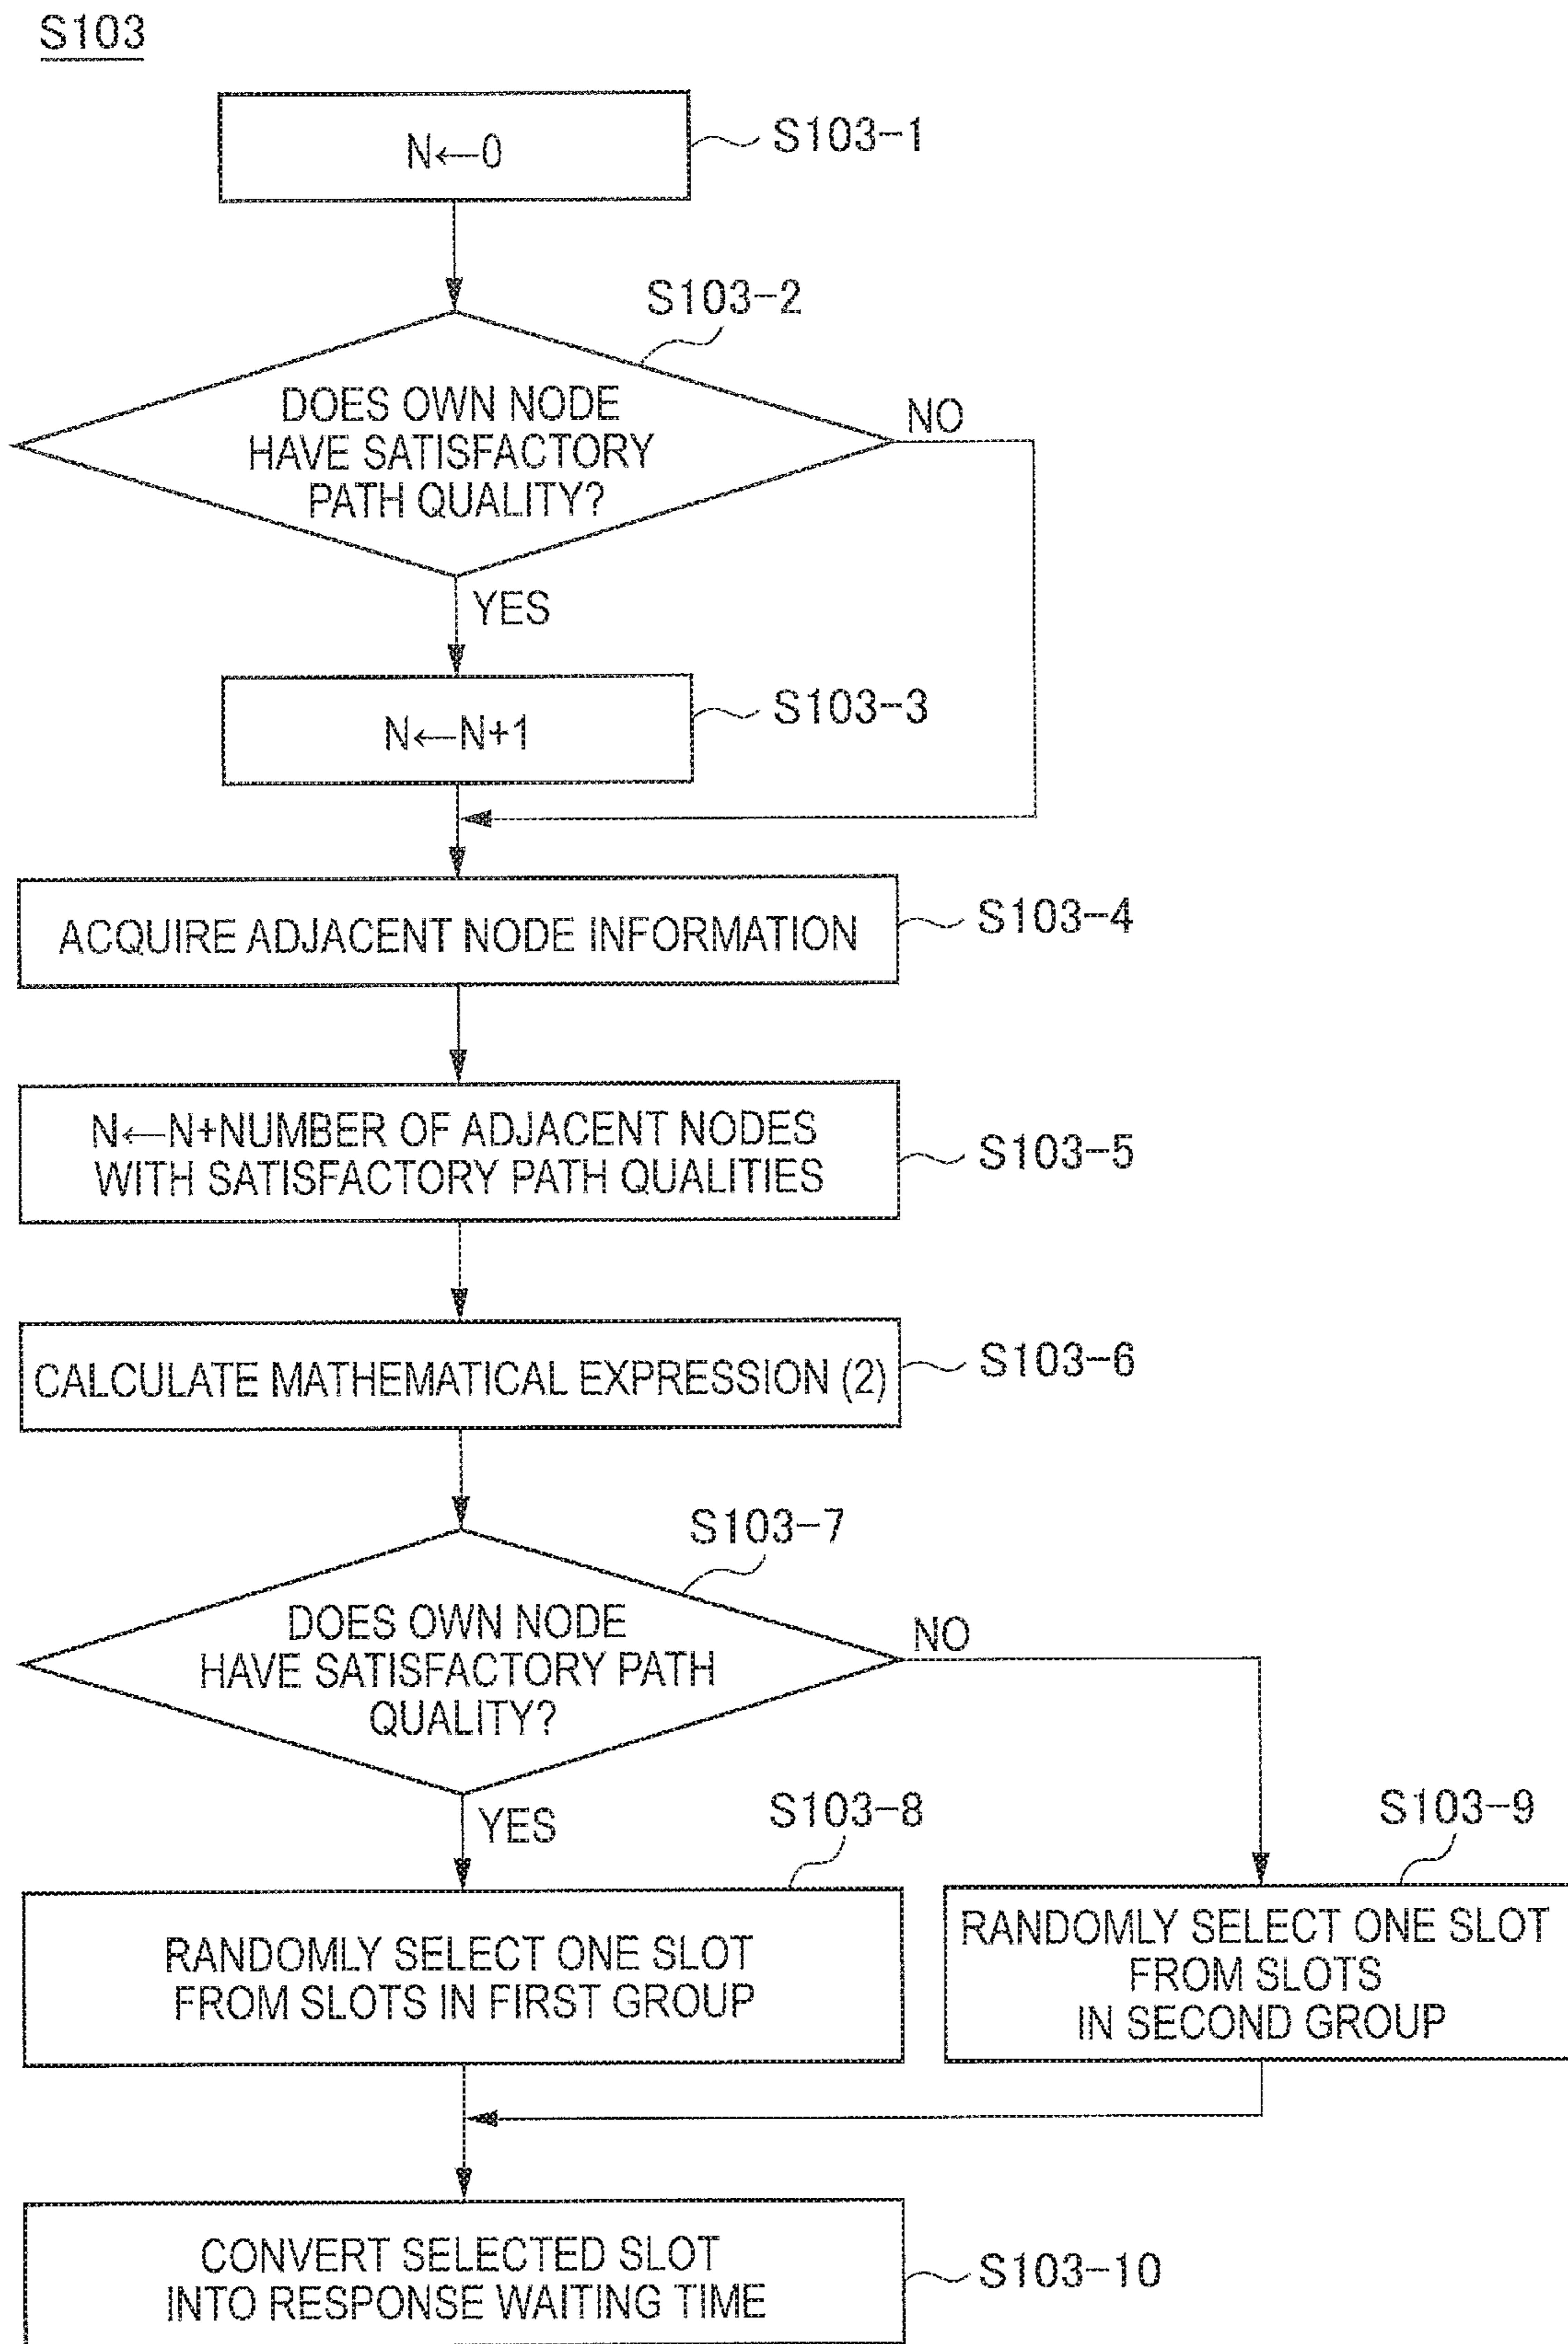 S103
N←0
S103-1
S103-2
DOES OWN NODE
HAVE SATISFACTORY
PATH QUALITY?
NO
YES
N←N+1
S103-3
ACQUIRE ADJACENT NODE INFORMATION
S103-4
N←N+NUMBER OF ADJACENT NODES
WITH SATISFACTORY PATH QUALITIES
S103-5
CALCULATE MATHEMATICAL EXPRESSION (2)
S103-6
S103-7
DOES OWN NODE
HAVE SATISFACTORY PATH
QUALITY?
NO
YES
S103-8
S103-9
RANDOMLY SELECT ONE SLOT
FROM SLOTS IN FIRST GROUP
RANDOMLY SELECT ONE SLOT
FROM SLOTS
IN SECOND GROUP
CONVERT SELECTED SLOT
INTO RESPONSE WAITING TIME
S103-10